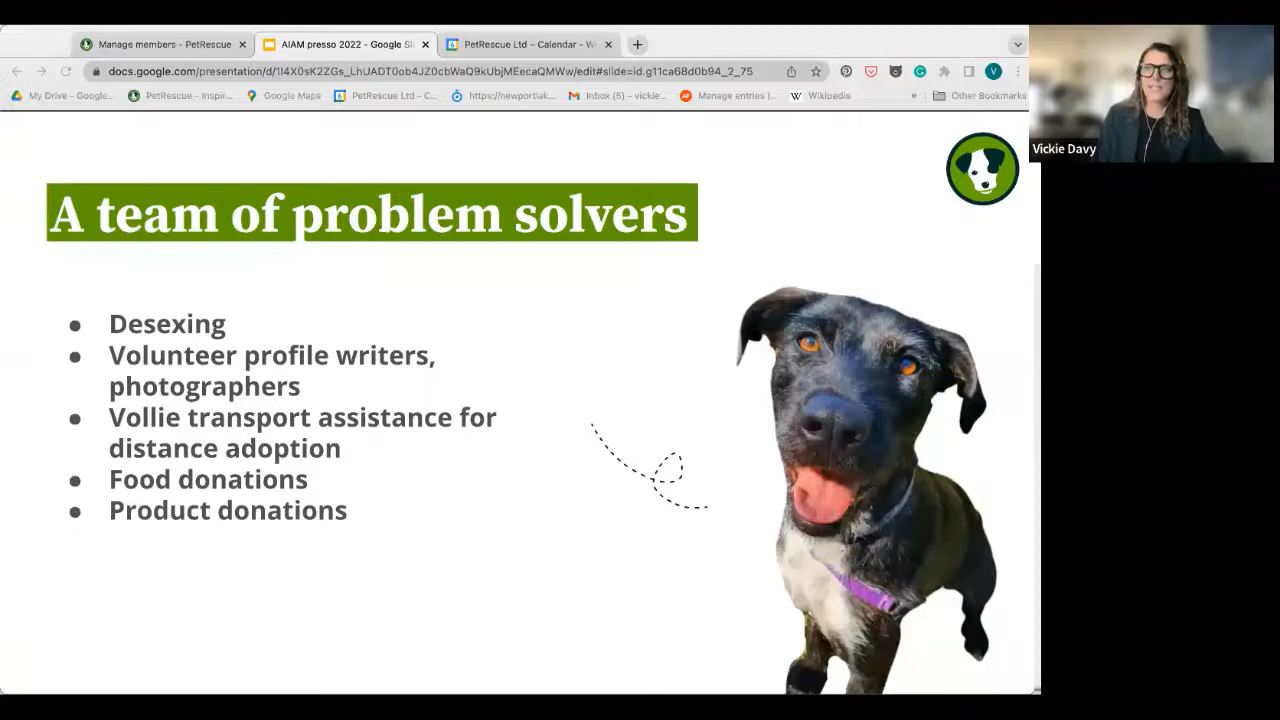 Manage members - PetRescue
AIAM presso 2022 - Google Sl
PetRescue Ltd – Calendar - W
docs.google.com/presentation/d/
/edit#slide=id.g11ca68d0b94_2_75
V
My Drive - Google...
PetRescue - Inspir...
Google Maps
PetRescue Ltd - C...
https://newportlak...
Inbox (5) - vickie...
Manage entries |...
Wikipedia
»
Other Bookmarks
Vickie Davy
A team of problem solvers
● Desexing
● Volunteer profile writers,
photographers
● Vollie transport assistance for
distance adoption
● Food donations
● Product donations